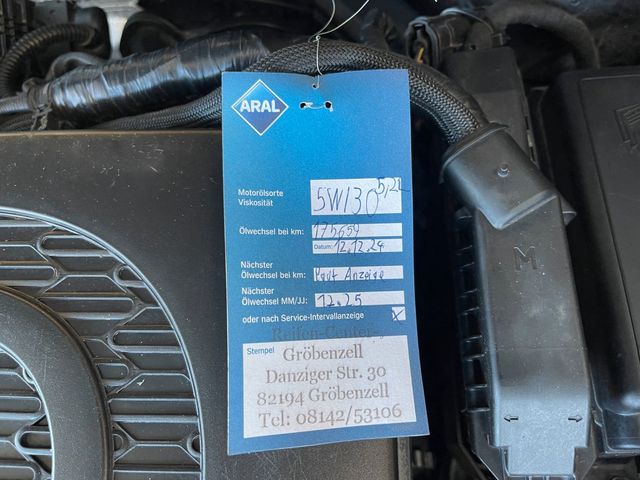 ARAL
Motorölsorte
Viskosität
5W/30 5,2L
Ölwechsel bei km:
175659
Datum: 12.12.24
Nächster
Ölwechsel bei km:
Anzeige
Nächster
Ölwechsel MM/JJ:
12.25
oder nach Service-Intervallanzeige
Reifen-Center
Stempel
Gröbenzell
Danziger Str. 30
82194 Gröbenzell
Tel: 08142/53106
M